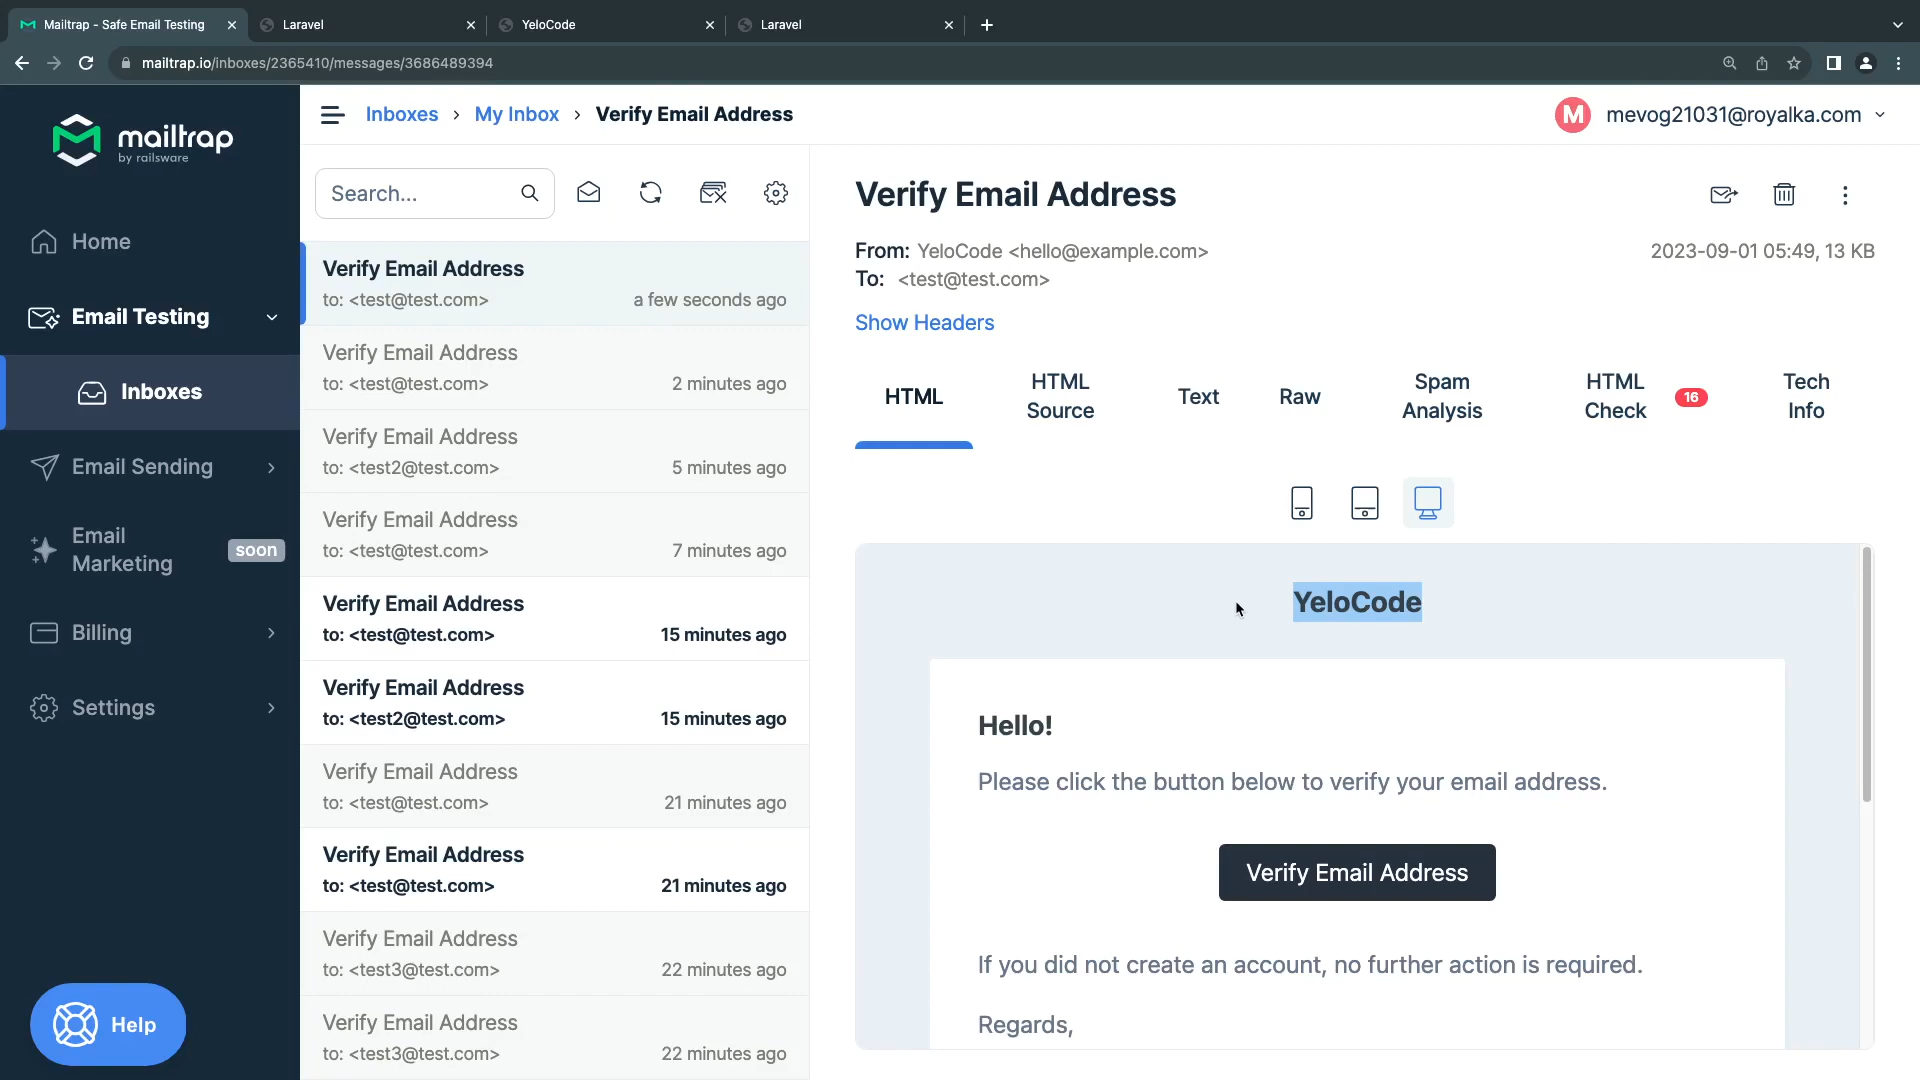 Mailtrap - Safe Email Testing
Laravel
YeloCode
Laravel
mailtrap.io/inboxes/2365410/messages/3686489394
mailtrap
by railsware
Home
Email Testing
Inboxes
Email Sending
Email
Marketing
soon
Billing
Settings
Help
Inboxes > My Inbox > Verify Email Address
M mevog21031@royalka.com
Search...
Verify Email Address
to: <test@test.com> a few seconds ago
Verify Email Address
to: <test@test.com> 2 minutes ago
Verify Email Address
to: <test2@test.com> 5 minutes ago
Verify Email Address
to: <test@test.com> 7 minutes ago
Verify Email Address
to: <test@test.com> 15 minutes ago
Verify Email Address
to: <test2@test.com> 15 minutes ago
Verify Email Address
to: <test@test.com> 21 minutes ago
Verify Email Address
to: <test@test.com> 21 minutes ago
Verify Email Address
to: <test3@test.com> 22 minutes ago
Verify Email Address
to: <test3@test.com> 22 minutes ago
Verify Email Address
From: YeloCode <hello@example.com>
2023-09-01 05:49, 13 KB
To: <test@test.com>
Show Headers
HTML
HTML
Source
Text
Raw
Spam
Analysis
HTML
Check
16
Tech
Info
YeloCode
Hello!
Please click the button below to verify your email address.
Verify Email Address
If you did not create an account, no further action is required.
Regards,